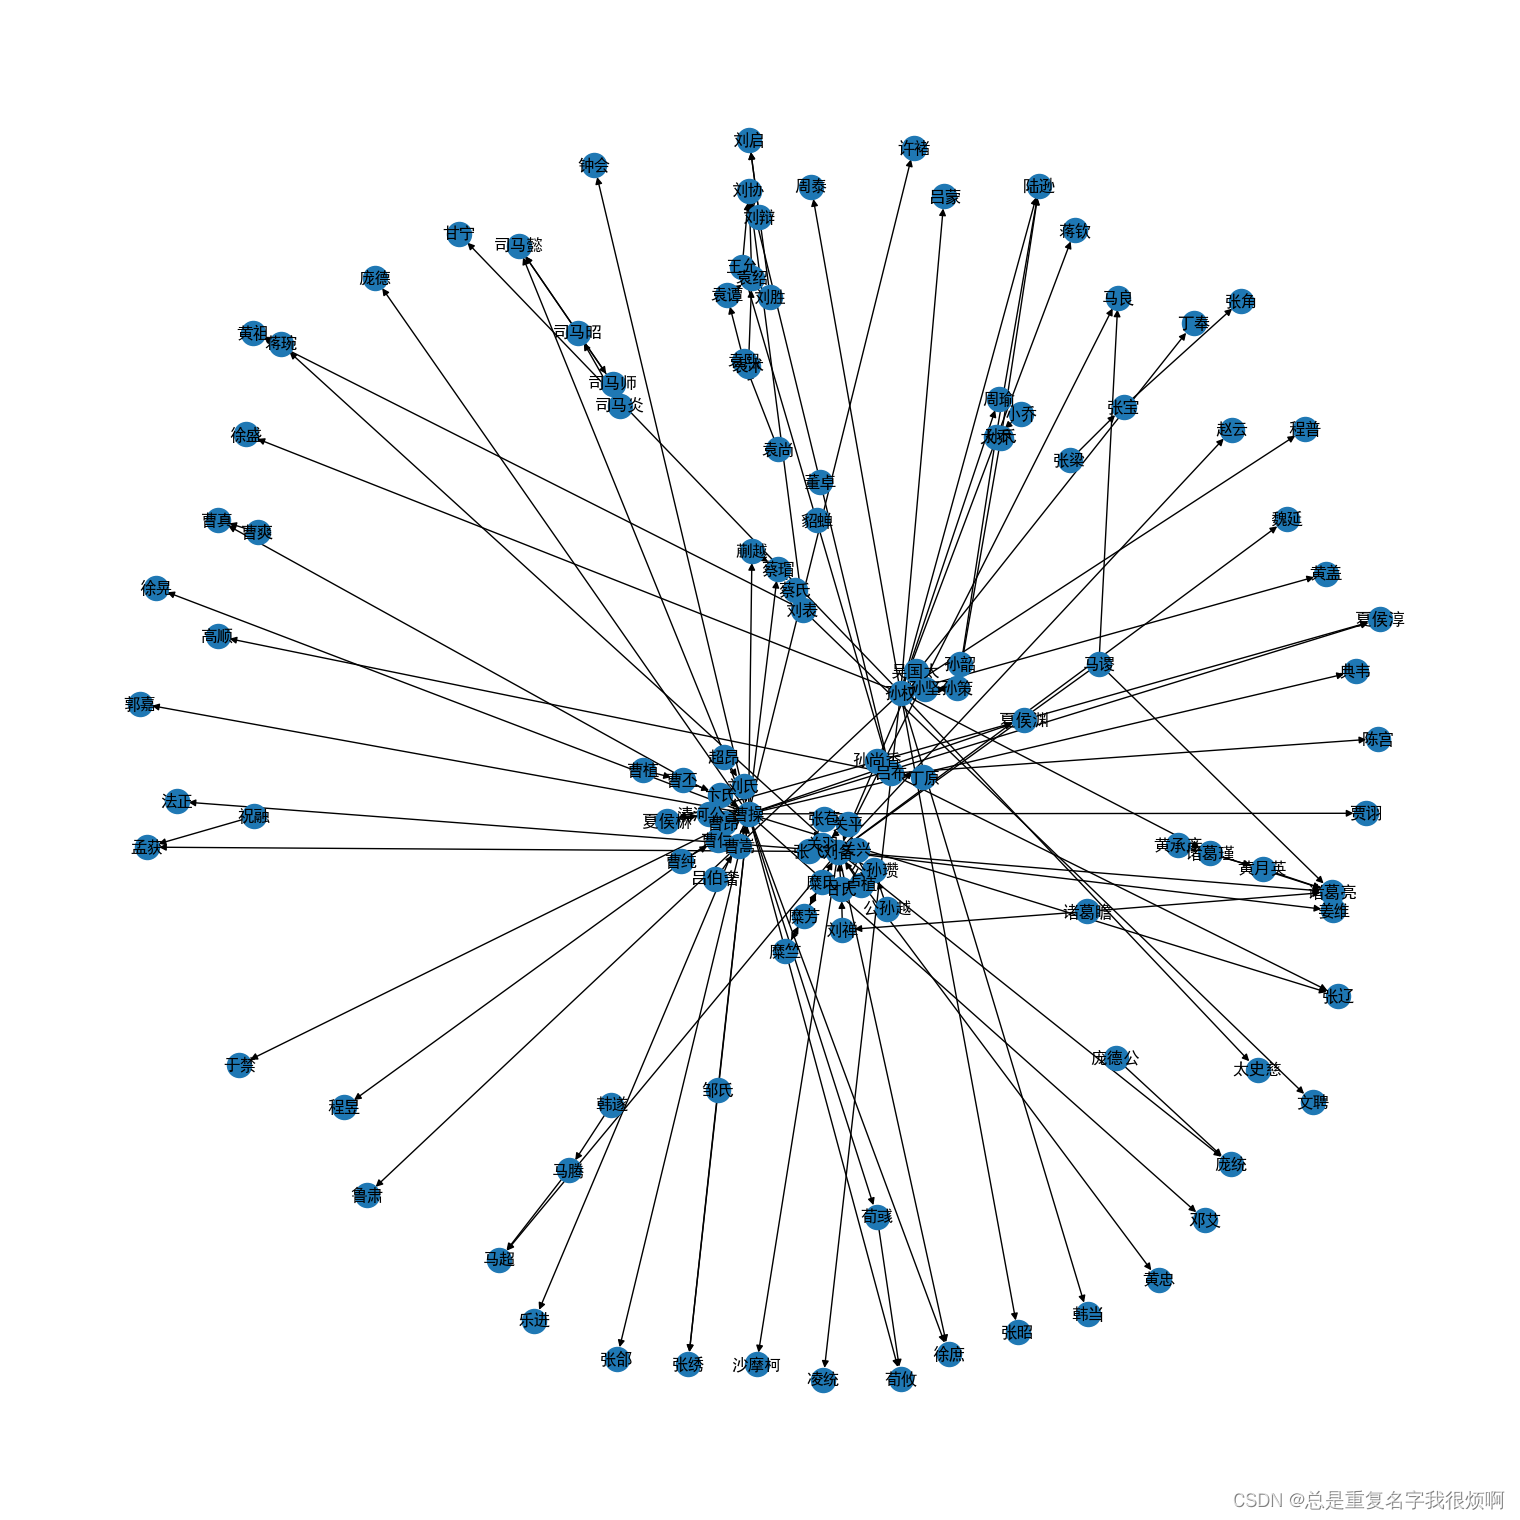 刘启
许褚
钟会
刘协
周泰
陆逊
吕蒙
刘辩
甘宁
蒋钦
司马懿
王允
庞德
袁绍
袁谭
刘胜
马良
张角
丁奉
黄祖
蒋琬
司马昭
袁熙
司马师
周瑜
司马炎
小乔
张宝
徐盛
赵云
程普
袁尚
张梁
董卓
曹真
曹爽
貂蝉
魏延
蒯越
蔡瑁
黄盖
徐晃
蔡氏
刘表
夏侯淳
高顺
吴国太
孙韶
马谡
典韦
孙权
孙坚
孙策
郭嘉
夏侯渊
陈宫
超昂
孙尚香
曹植
曹丕
吕布
丁原
刘氏
卞氏
法正
祝融
夏侯楙
清河公
曹操
曹昂
张苞
关平
贾诩
孟获
曹仁
曹嵩
关羽
张飞
刘备
关兴
黄承彦
诸葛瑾
曹纯
黄月英
吕伯奢
糜氏
甘氏
卢植
孙瓒
诸葛亮
糜芳
公孙越
诸葛瞻
姜维
刘禅
糜竺
张辽
于禁
庞德公
太史慈
程昱
韩遂
邹氏
文聘
马腾
庞统
鲁肃
荀彧
邓艾
马超
黄忠
乐进
韩当
张昭
张郃
张绣
沙摩柯
徐庶
凌统
荀攸
CSDN @总是重复名字我很烦啊